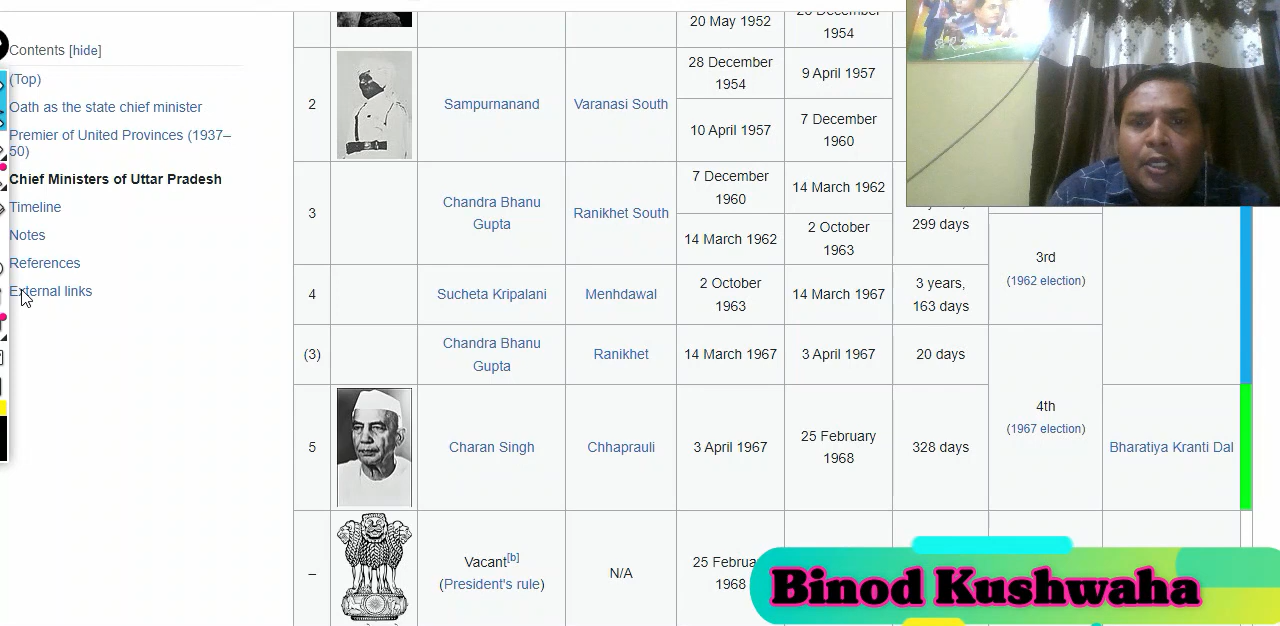 Contents [hide]
(Top)
Oath as the state chief minister
Premier of United Provinces (1937–
50)
Chief Ministers of Uttar Pradesh
Timeline
Notes
References
External links
20 May 1952
1954
2
Sampurnanand
Varanasi South
28 December
1954
9 April 1957
10 April 1957
7 December
1960
3
Chandra Bhanu
Gupta
Ranikhet South
7 December
1960
14 March 1962
14 March 1962
2 October
1963
299 days
3rd
(1962 election)
4
Sucheta Kripalani
Menhdawal
2 October
1963
14 March 1967
3 years,
163 days
(3)
Chandra Bhanu
Gupta
Ranikhet
14 March 1967
3 April 1967
20 days
4th
(1967 election)
5
Charan Singh
Chhaprauli
3 April 1967
25 February
1968
328 days
Bharatiya Kranti Dal
–
Vacant[b]
(President's rule)
N/A
25 Februa
1968
Binod Kushwaha